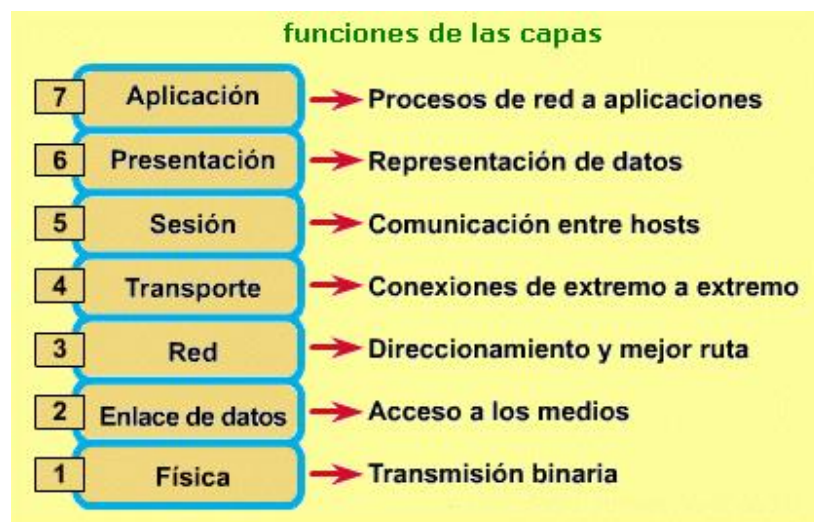 funciones de las capas
7 Aplicación Procesos de red a aplicaciones
6 Presentación Representación de datos
5 Sesión Comunicación entre hosts
4 Transporte Conexiones de extremo a extremo
3 Red Direccionamiento y mejor ruta
2 Enlace de datos Acceso a los medios
1 Física Transmisión binaria